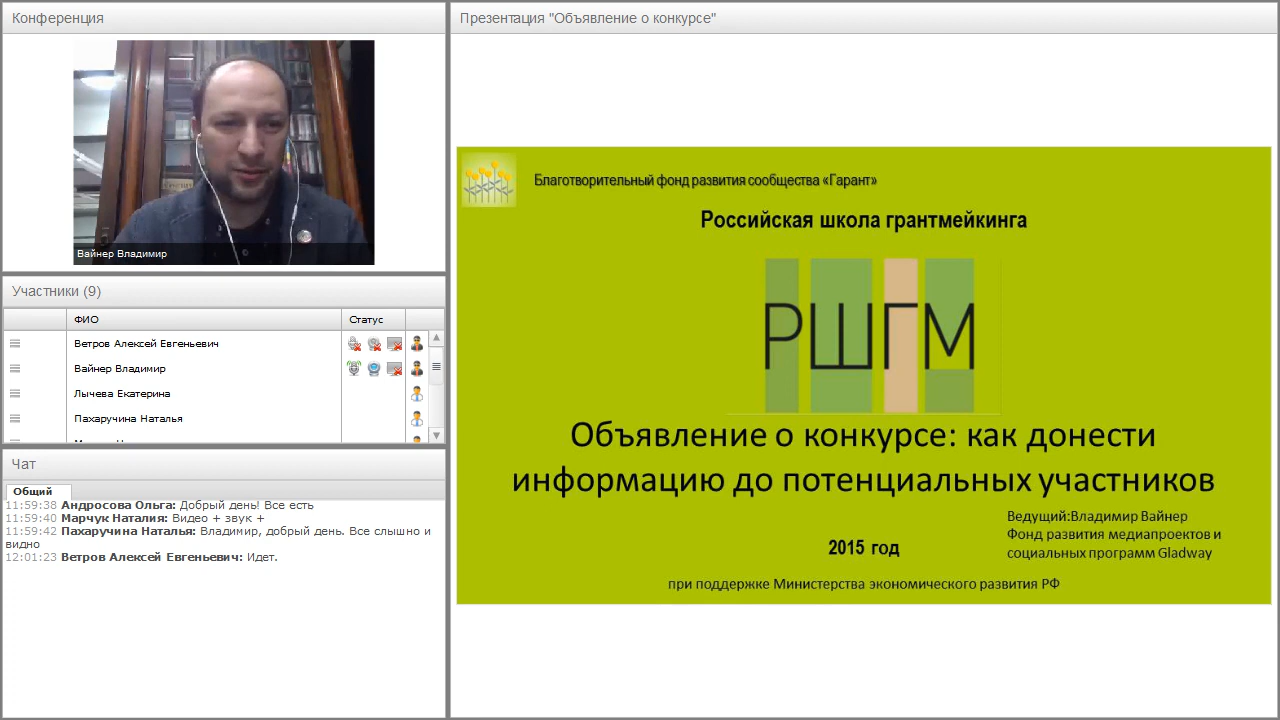 Конференция
Вайнер Владимир
Участники (9)
ФИО
Статус
Ветров Алексей Евгеньевич
Вайнер Владимир
Лычева Екатерина
Пахаручина Наталья
Чат
Общий
11:59:38 Андросова Ольга: Добрый день! Все есть
11:59:40 Марчук Наталия: Видео + звук +
11:59:42 Пахаручина Наталья: Владимир, добрый день. Все слышно и
видно
12:01:23 Ветров Алексей Евгеньевич: Идет.
Презентация "Объявление о конкурсе"
Благотворительный фонд развития сообщества «Гарант»
Российская школа грантмейкинга
РШГМ
Объявление о конкурсе: как донести
информацию до потенциальных участников
Ведущий:Владимир Вайнер
Фонд развития медиапроектов и
социальных программ Gladway
2015 год
при поддержке Министерства экономического развития РФ